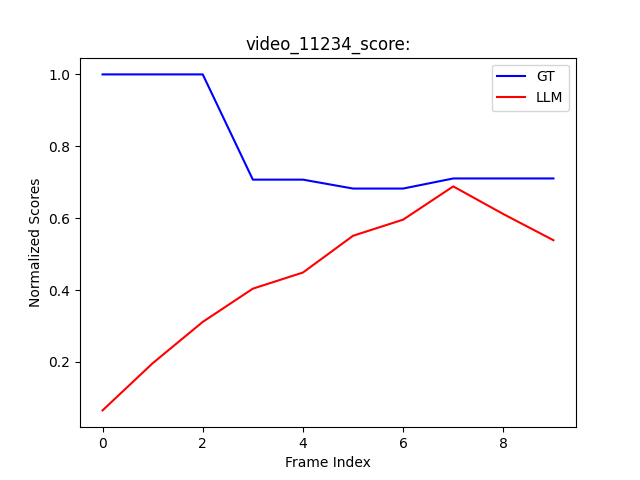 video_11234_score:
GT
LLM
1.0
0.8
0.6
0.4
0.2
Normalized Scores
0 2 4 6 8
Frame Index